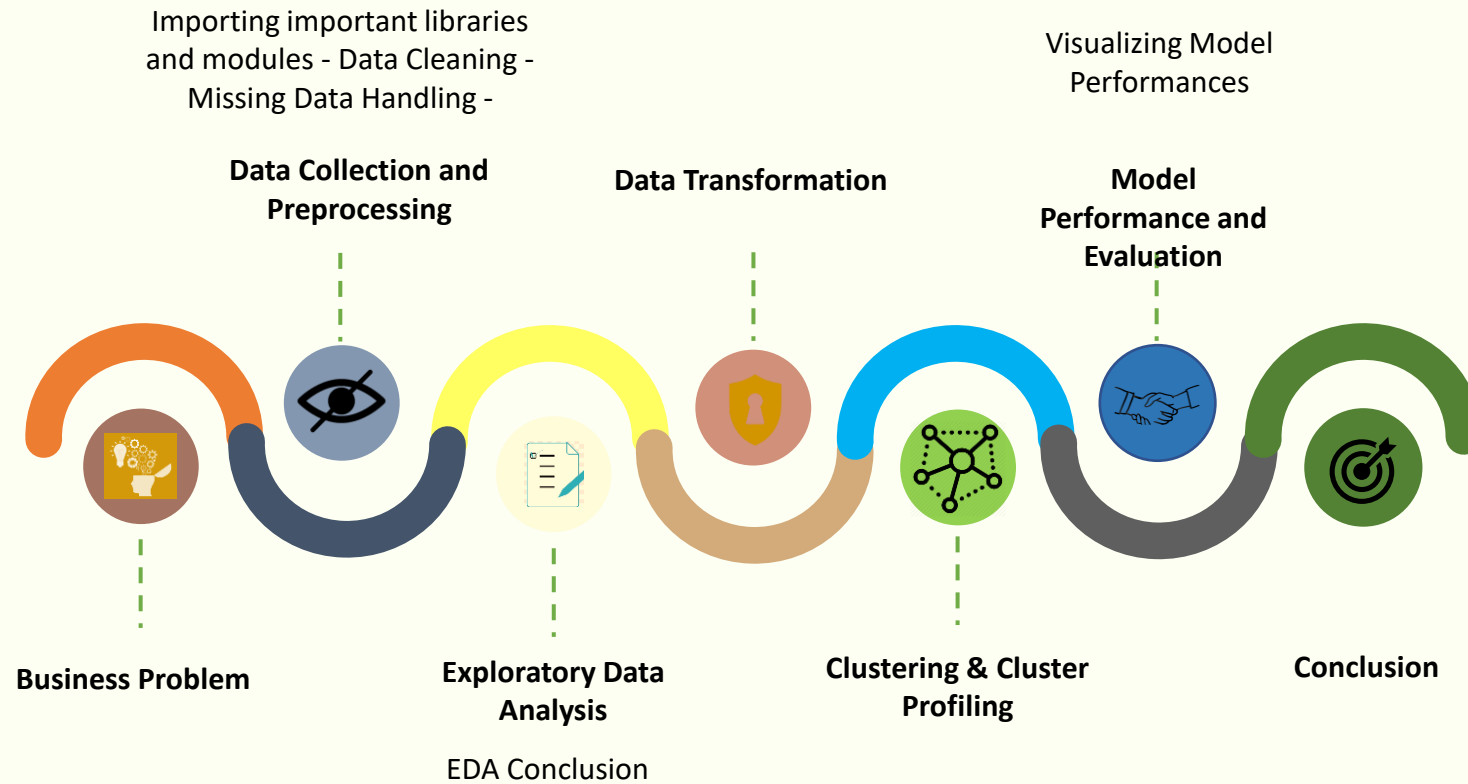 Importing important libraries
and modules - Data Cleaning -
Missing Data Handling -
Data Collection and
Preprocessing
Data Transformation
Visualizing Model
Performances
Model
Performance and
Evaluation
Business Problem
Exploratory Data
Analysis
EDA Conclusion
Clustering & Cluster
Profiling
Conclusion